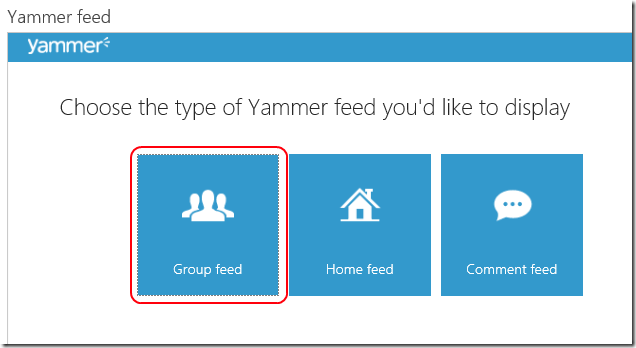 Yammer feed
yammer
Choose the type of Yammer feed you'd like to display
Group feed
Home feed
Comment feed